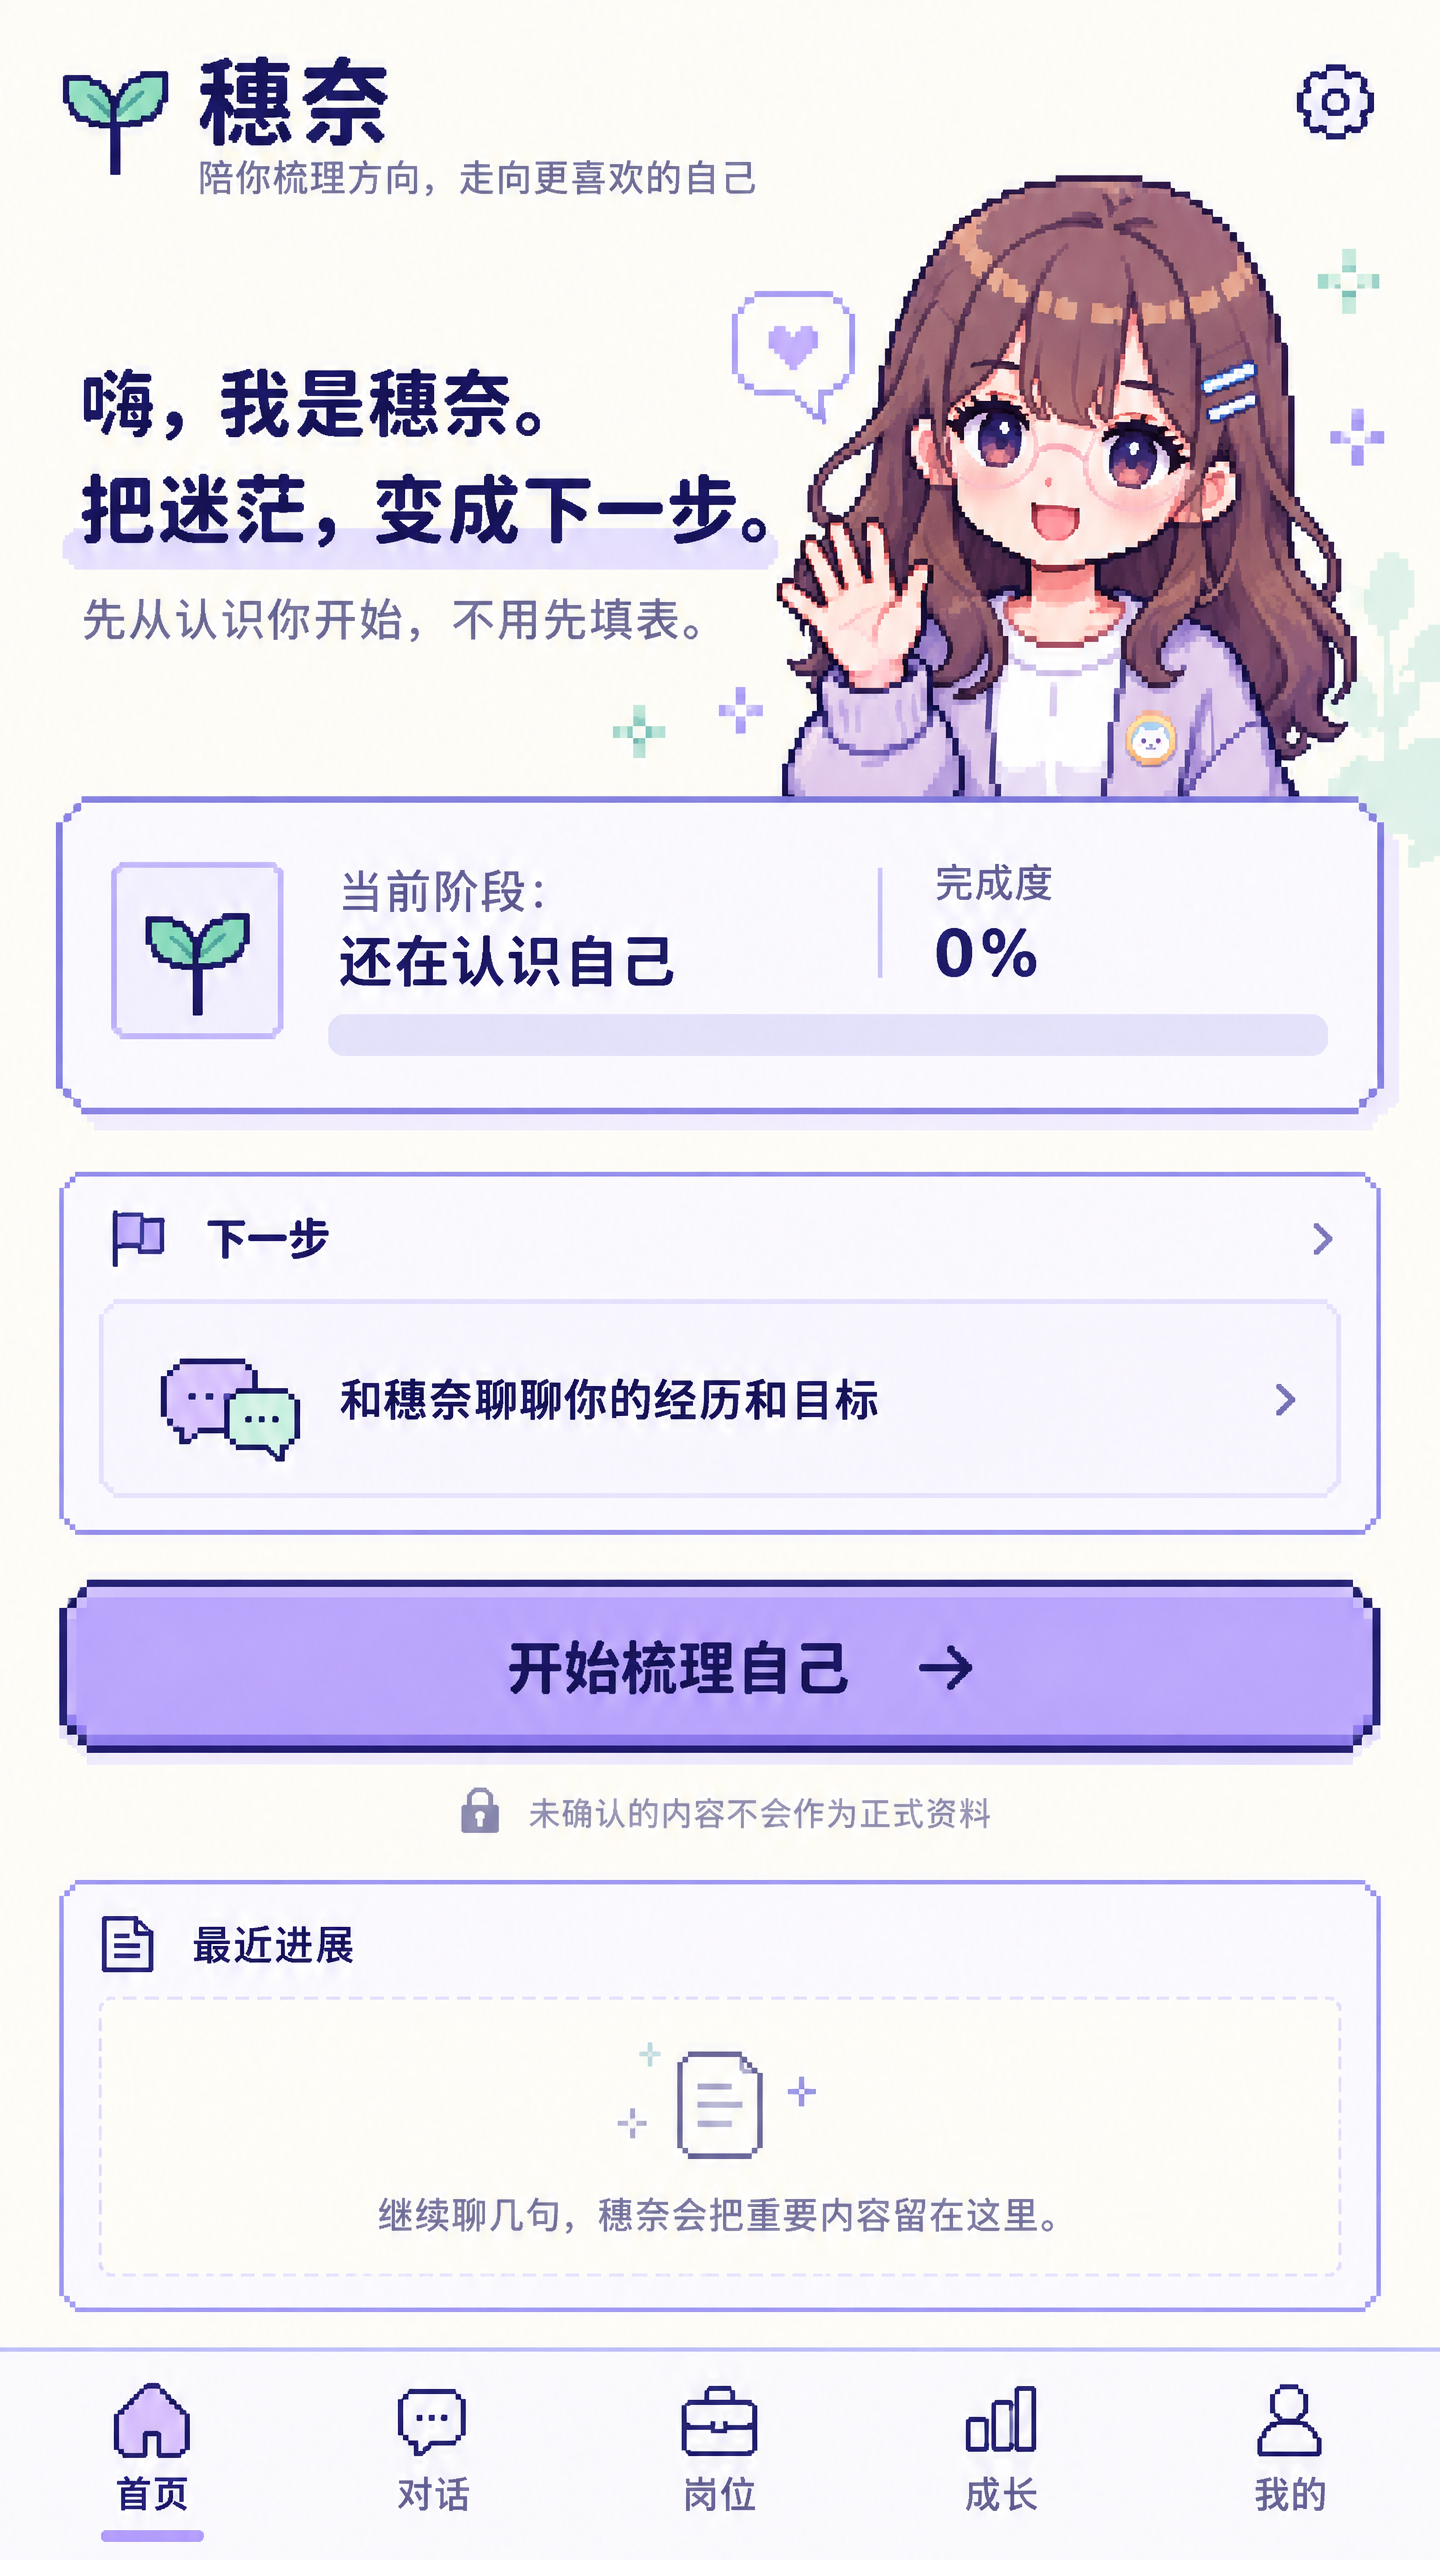 穗奈
陪你梳理方向，走向更喜欢的自己
嗨，我是穗奈。
把迷茫，变成下一步。
先从认识你开始，不用先填表。
当前阶段：
还在认识自己
完成度
0%
下一步
和穗奈聊聊你的经历和目标
开始梳理自己 →
未确认的内容不会作为正式资料
最近进展
继续聊几句，穗奈会把重要内容留在这里。
首页
对话
岗位
成长
我的